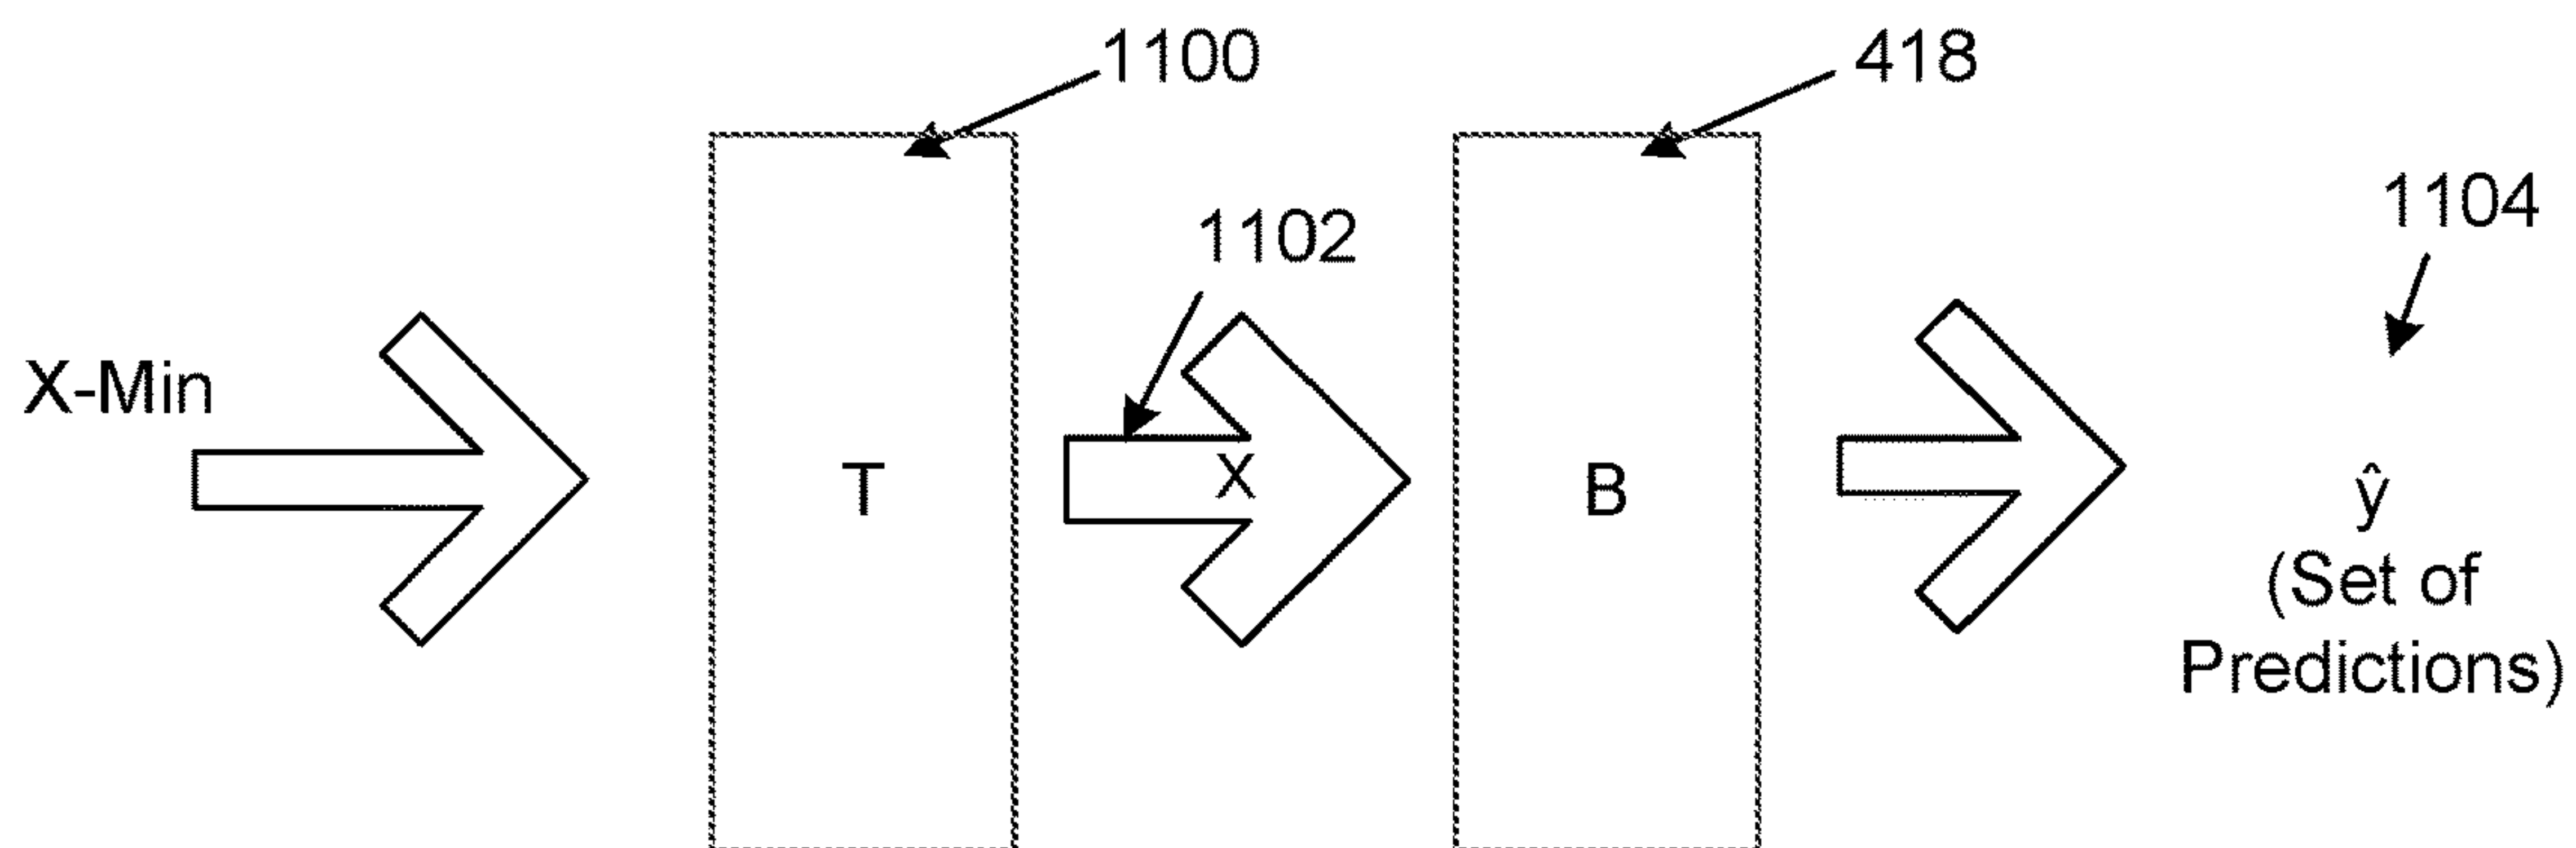 1100
418
1104
1102
X-Min
T
X
B
ŷ
(Set of
Predictions)